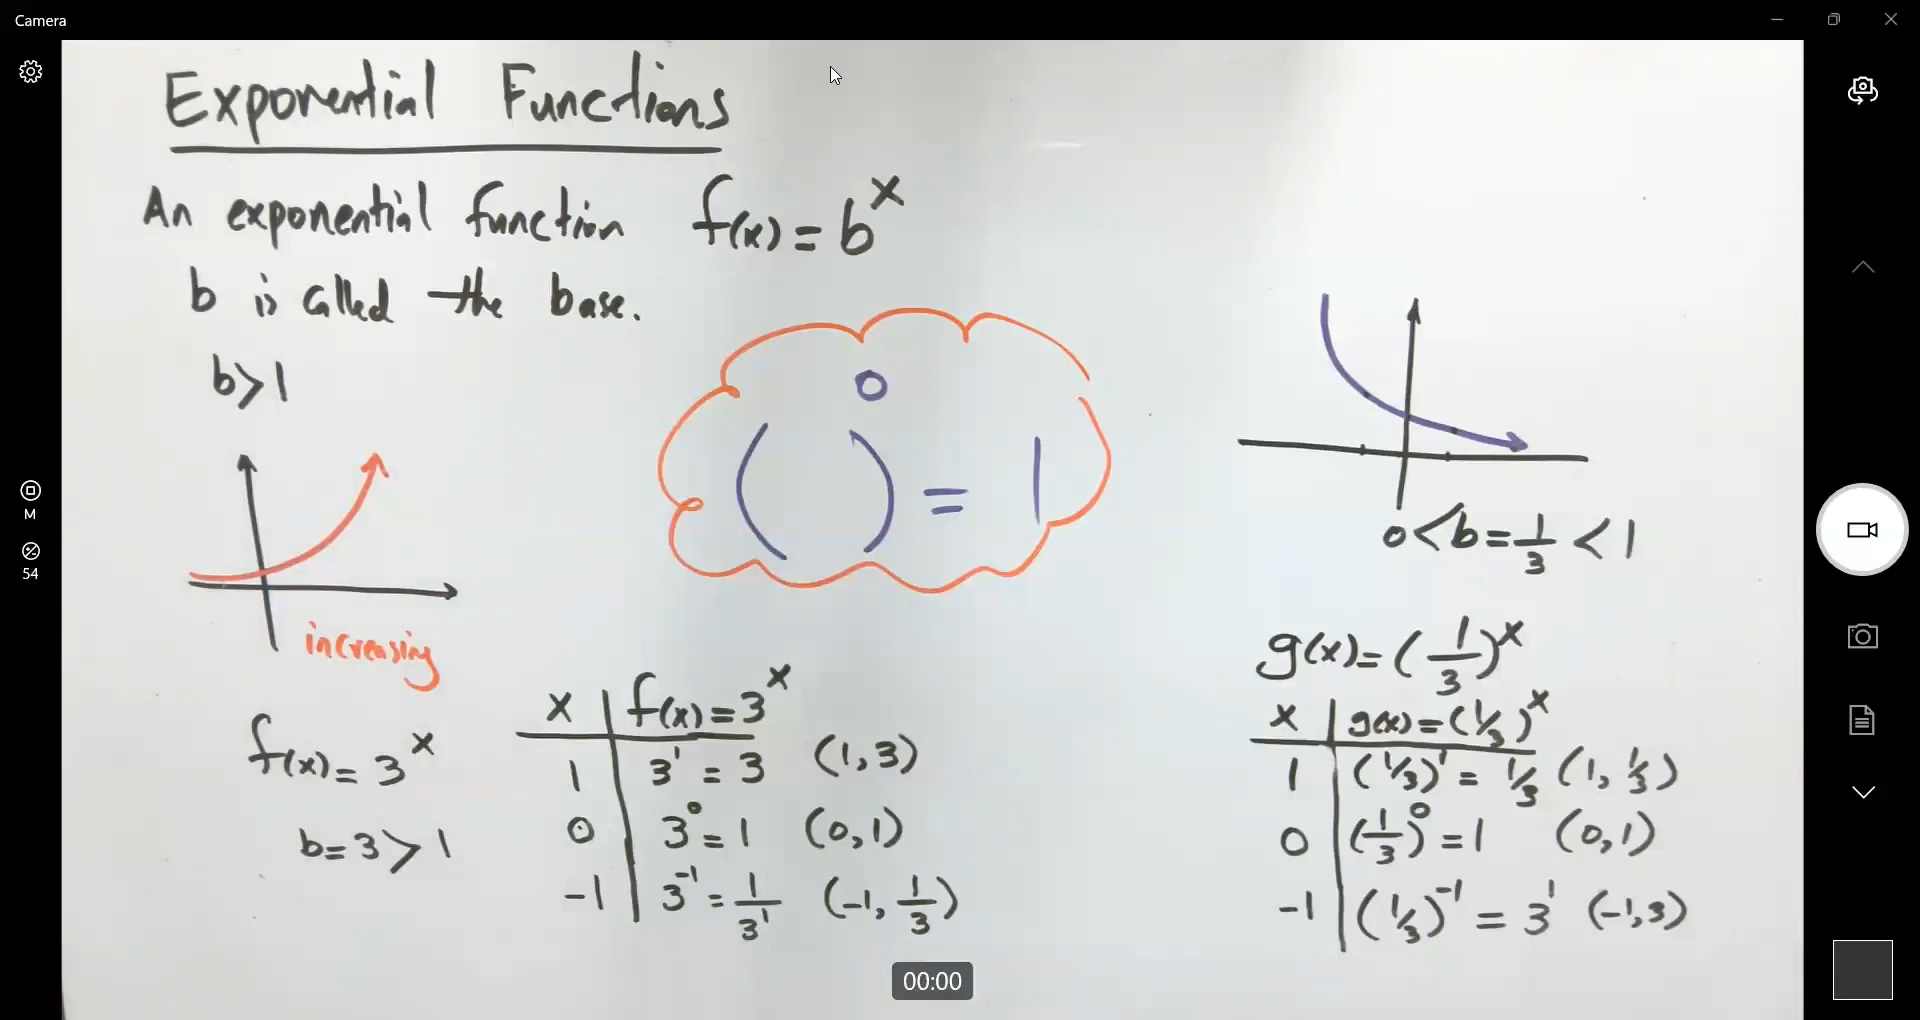 Camera
Exponential Functions
An exponential function f(x) = b^x
b is called the base.
b > 1
( )^0 = 1
0 < b = 1/3 < 1
increasing
f(x) = 3^x
b = 3 > 1
x | f(x) = 3^x
1 | 3^1 = 3 (1, 3)
0 | 3^0 = 1 (0, 1)
-1 | 3^-1 = 1/3^1 (-1, 1/3)
g(x) = (1/3)^x
x | g(x) = (1/3)^x
1 | (1/3)^1 = 1/3 (1, 1/3)
0 | (1/3)^0 = 1 (0, 1)
-1 | (1/3)^-1 = 3^1 (-1, 3)
M
54
00:00